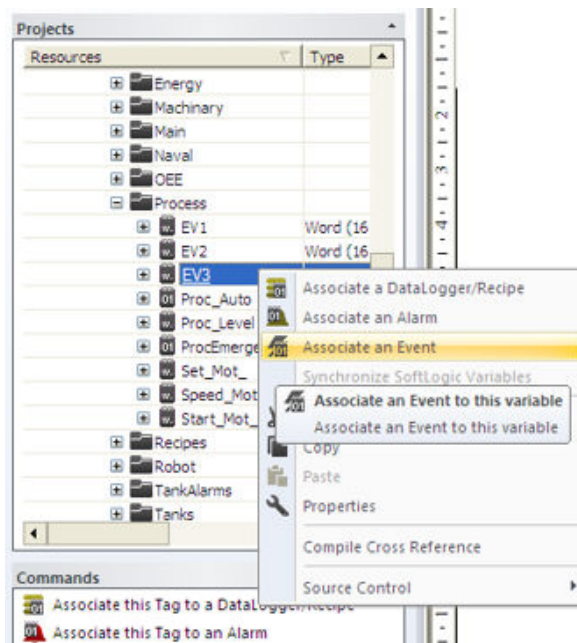 Projects
Resources Type
Energy
Machinary
Main
Naval
OEE
Process
EV1 Word (16
EV2 Word (16
EV3
Proc_Auto
Proc_Level
ProcEmerge
Set_Mot_
Speed_Mot
Start_Mot_
Recipes
Robot
TankAlarms
Tanks
Associate a DataLogger/Recipe
Associate an Alarm
Associate an Event
Synchronize SoftLogic Variables
Associate an Event to this variable
Associate an Event to this variable
Copy
Paste
Properties
Compile Cross Reference
Source Control
Commands
Associate this Tag to a DataLogger/Recipe
Associate this Tag to an Alarm
2
3
4